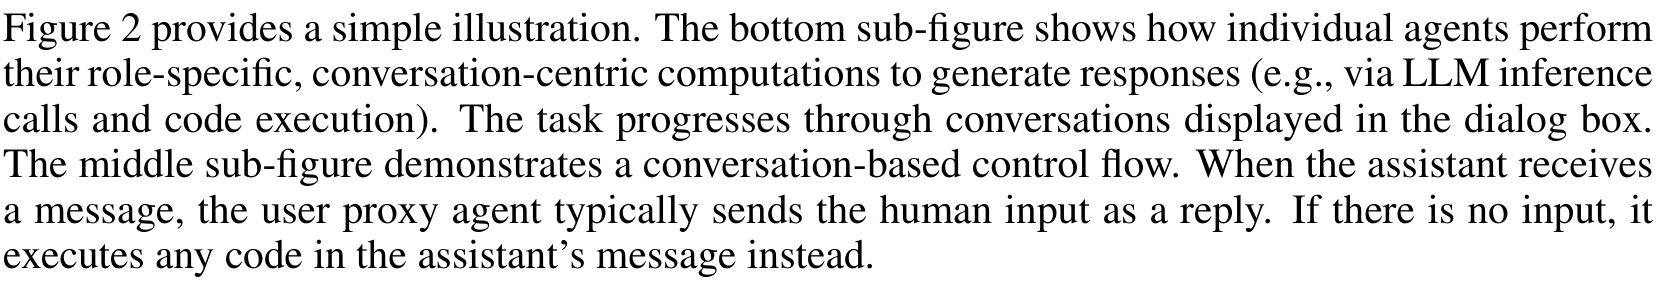 Figure 2 provides a simple illustration. The bottom sub-figure shows how individual agents perform
their role-specific, conversation-centric computations to generate responses (e.g., via LLM inference
calls and code execution). The task progresses through conversations displayed in the dialog box.
The middle sub-figure demonstrates a conversation-based control flow. When the assistant receives
a message, the user proxy agent typically sends the human input as a reply. If there is no input, it
executes any code in the assistant’s message instead.